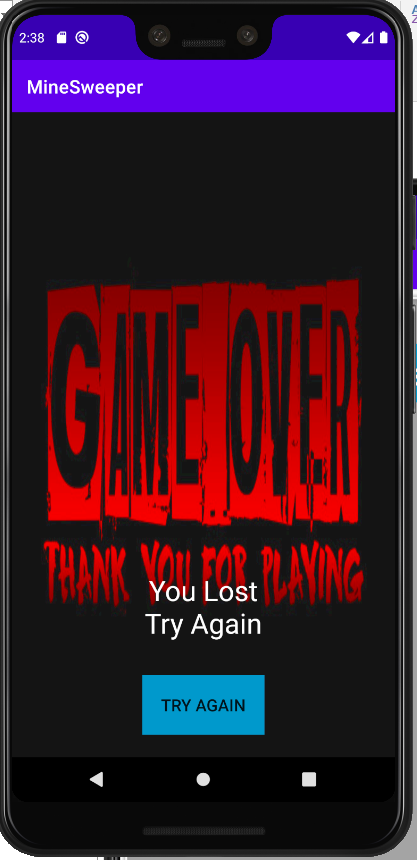 2:38
MineSweeper
GAME OVER
THANK YOU FOR PLAYING
You Lost
Try Again
TRY AGAIN